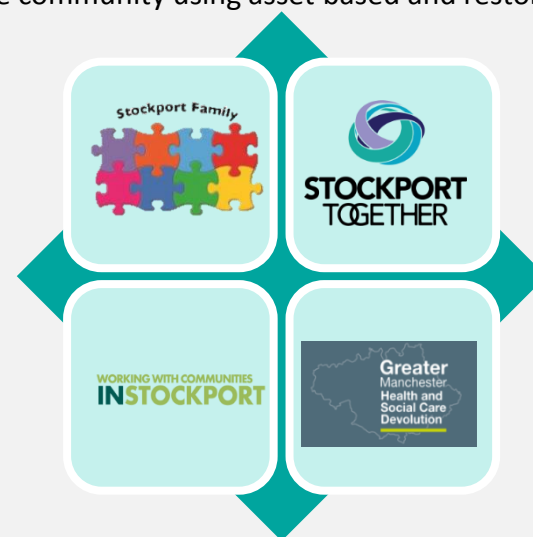 community using asset based and
Stockport Family
STOCKPORT
TOGETHER
WORKING WITH COMMUNITIES
INSTOCKPORT
Greater
Manchester
Health and
Social Care
Devolution